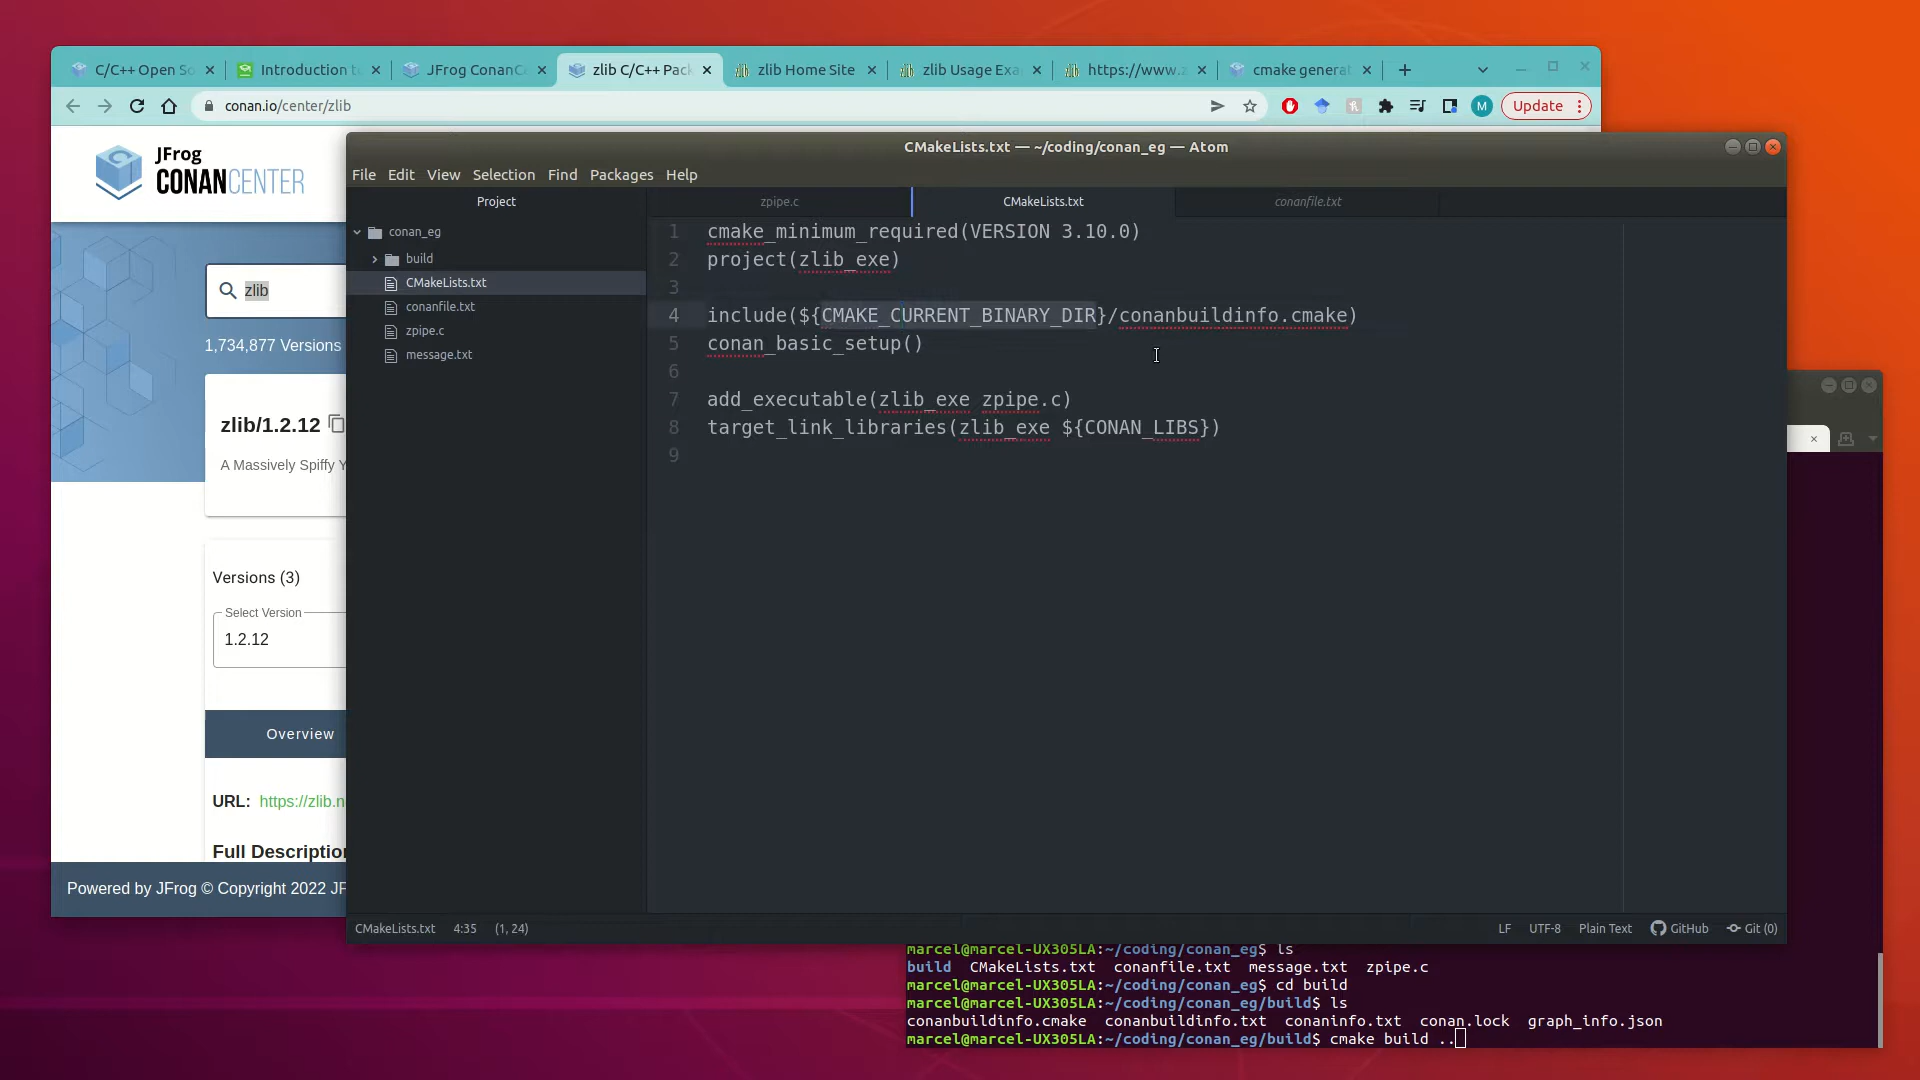 C/C++ Open So
Introduction to
JFrog ConanCe
zlib C/C++ Pack
zlib Home Site
zlib Usage Exa
https://www.z
cmake generat
conan.io/center/zlib
M
Update
JFrog
CONANCENTER
zlib
1,734,877 Versions
zlib/1.2.12
A Massively Spiffy Y
Versions (3)
Select Version
1.2.12
Overview
URL: https://zlib.n
Full Description
Powered by JFrog © Copyright 2022 JF
CMakeLists.txt — ~/coding/conan_eg — Atom
File Edit View Selection Find Packages Help
Project
conan_eg
build
CMakeLists.txt
conanfile.txt
zpipe.c
message.txt
zpipe.c
CMakeLists.txt
conanfile.txt
1 cmake_minimum_required(VERSION 3.10.0)
2 project(zlib_exe)
3
4 include(${CMAKE_CURRENT_BINARY_DIR}/conanbuildinfo.cmake)
5 conan_basic_setup()
6
7 add_executable(zlib_exe zpipe.c)
8 target_link_libraries(zlib_exe ${CONAN_LIBS})
9
CMakeLists.txt 4:35 (1, 24)
LF UTF-8 Plain Text GitHub Git (0)
marcel@marcel-UX305LA:~/coding/conan_eg$ ls
build CMakeLists.txt conanfile.txt message.txt zpipe.c
marcel@marcel-UX305LA:~/coding/conan_eg$ cd build
marcel@marcel-UX305LA:~/coding/conan_eg/build$ ls
conanbuildinfo.cmake conanbuildinfo.txt conaninfo.txt conan.lock graph_info.json
marcel@marcel-UX305LA:~/coding/conan_eg/build$ cmake build ..